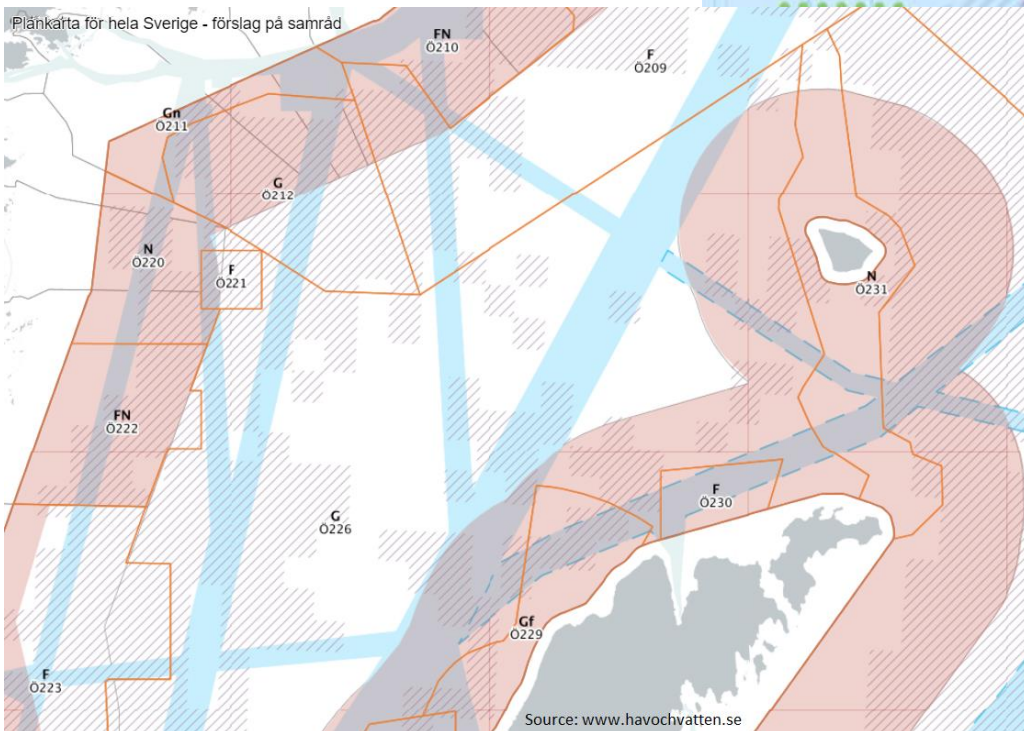 Plankarta för hela Sverige - förslag på samråd
FN
Ö210
F
Ö209
Gn
Ö211
G
Ö212
N
Ö220
F
Ö221
N
Ö231
FN
Ö222
F
Ö230
G
Ö226
Gf
Ö229
F
Ö223
Source: www.havochvatten.se